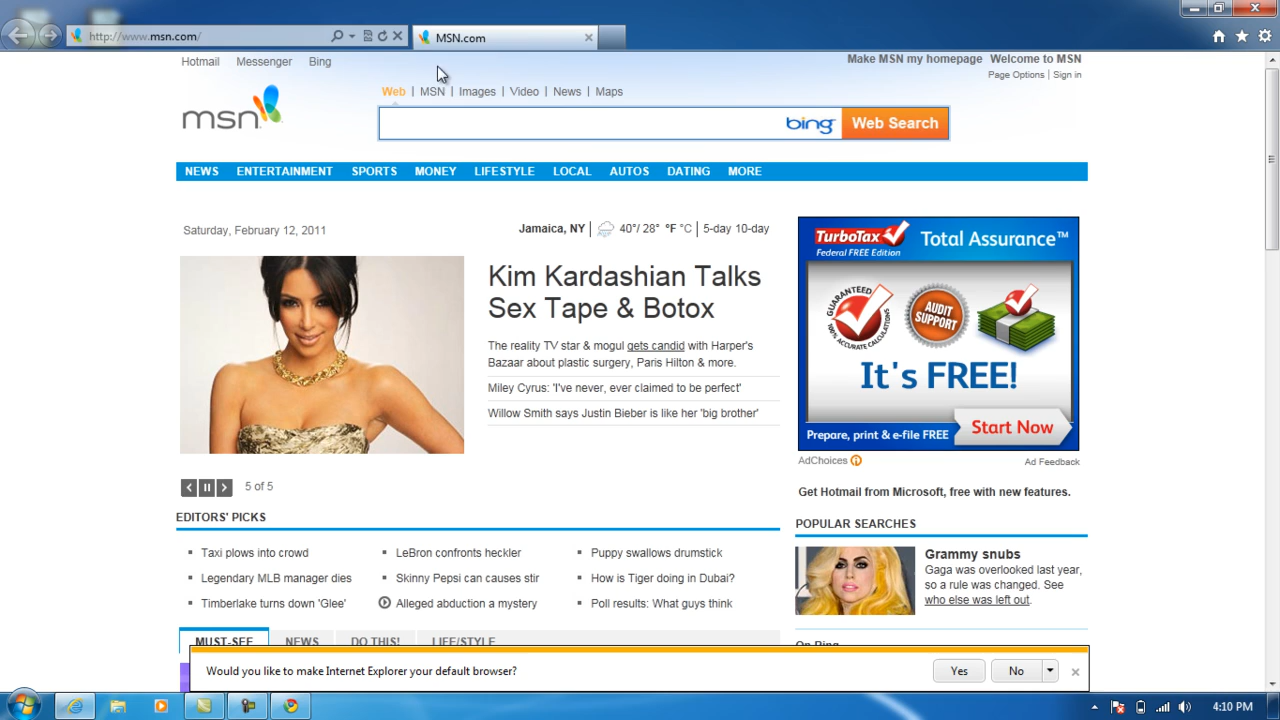 http://www.msn.com/
MSN.com
Hotmail Messenger Bing
Make MSN my homepage Welcome to MSN
Page Options | Sign in
Web | MSN | Images | Video | News | Maps
msn
bing Web Search
NEWS ENTERTAINMENT SPORTS MONEY LIFESTYLE LOCAL AUTOS DATING MORE
Saturday, February 12, 2011
Jamaica, NY | 40°/ 28° °F °C | 5-day 10-day
Kim Kardashian Talks
Sex Tape & Botox
The reality TV star & mogul gets candid with Harper's
Bazaar about plastic surgery, Paris Hilton & more.
Miley Cyrus: 'I've never, ever claimed to be perfect'
Willow Smith says Justin Bieber is like her 'big brother'
5 of 5
TurboTax
Federal FREE Edition
Total Assurance™
GUARANTEED
100% ACCURATE CALCULATIONS
AUDIT
SUPPORT
It's FREE!
Prepare, print & e-file FREE
Start Now
AdChoices
Ad Feedback
Get Hotmail from Microsoft, free with new features.
EDITORS' PICKS
Taxi plows into crowd
LeBron confronts heckler
Puppy swallows drumstick
Legendary MLB manager dies
Skinny Pepsi can causes stir
How is Tiger doing in Dubai?
Timberlake turns down 'Glee'
Alleged abduction a mystery
Poll results: What guys think
POPULAR SEARCHES
Grammy snubs
Gaga was overlooked last year,
so a rule was changed. See
who else was left out.
MUST-SEE NEWS DO THIS! LIFE/STYLE
On Bing
Would you like to make Internet Explorer your default browser?
Yes No
4:10 PM